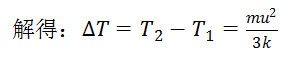 解得：ΔT = T₂ − T₁ = mu²/3k